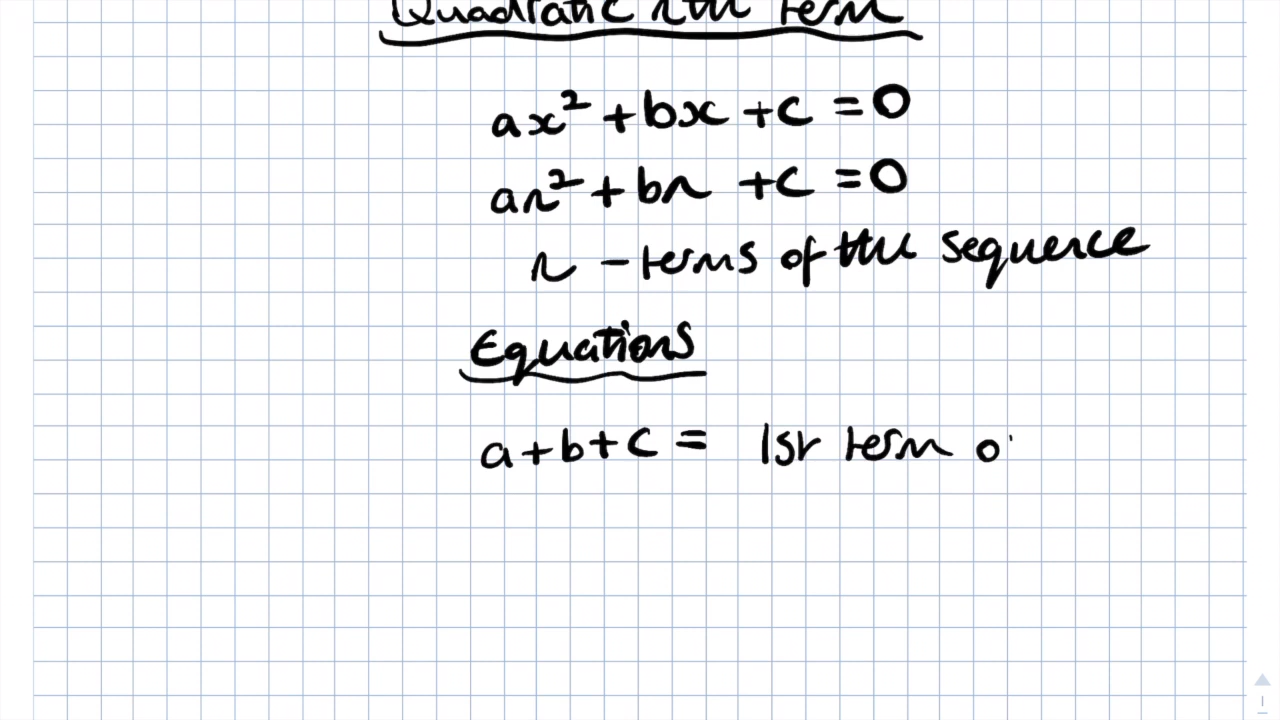 Quadratic nth term
ax² + bx + c = 0
an² + bn + c = 0
n - terms of the sequence
Equations
a + b + c = 1st term o